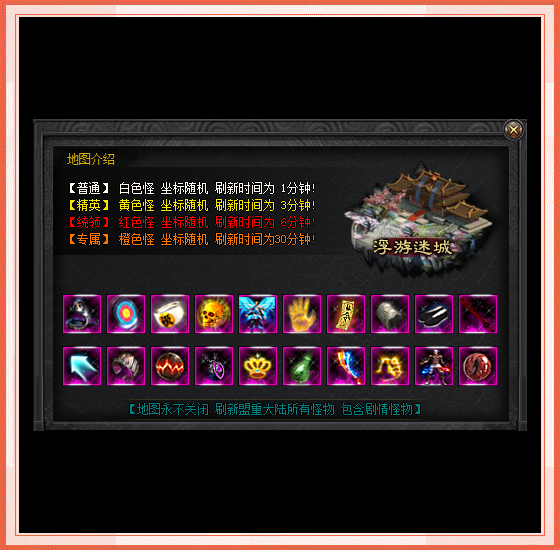 地图介绍
【普通】 白色怪 坐标随机 刷新时间为 1分钟!
【精英】 黄色怪 坐标随机 刷新时间为 3分钟!
【统领】 红色怪 坐标随机 刷新时间为 6分钟!
【专属】 橙色怪 坐标随机 刷新时间为30分钟!
浮游迷城
【地图永不关闭 刷新盟重大陆所有怪物 包含剧情怪物】